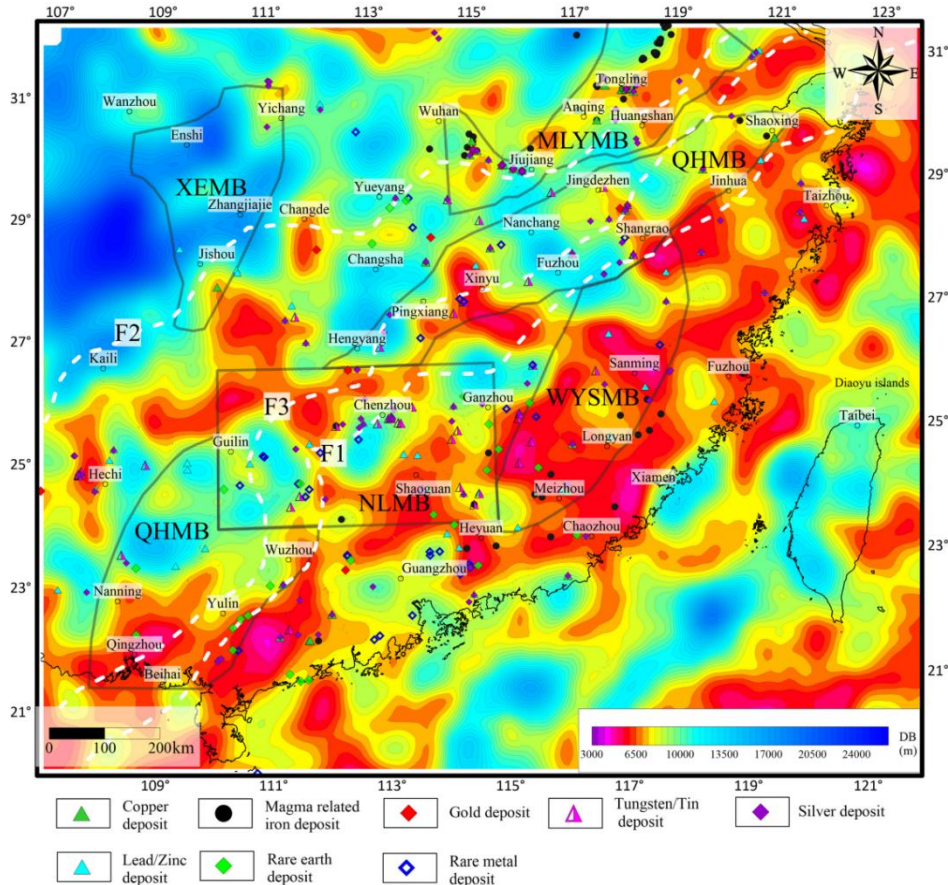 107° 109° 111° 113° 115° 117° 119° 121° 123°
N
W E
S
31° 31°
Wanzhou
Yichang
Wuhan
Tongling
Anqing
Huangshan
Shaoxing
Enshi
MLYMB
XEMB
Jiujiang
QHMB
Jingdezhen
Jinhua
Taizhou
29° 29°
Yueyang
Zhangjiajie
Changde
Nanchang
Shangrao
Jishou
Changsha
Fuzhou
Xinyu
Pingxiang
F2
27° 27°
Kaili
Hengyang
Sanming
Fuzhou
WYSMB
Diaoyu islands
Ganzhou
F3
Chenzhou
Taibei
Guilin
F1
Longyan
25° 25°
Hechi
Xiamen
Shaoguan
Meizhou
NLMB
QHMB
Heyuan
Chaozhou
Wuzhou
Guangzhou
23° 23°
Nanning
Yulin
Qingzhou
Beihai
21° 21°
0 100 200km
3000 6500 10000 13500 17000 20500 24000
DB
(m)
109° 111° 113° 115° 117° 119° 121°
Copper
deposit
Magma related
iron deposit
Gold deposit
Tungsten/Tin
deposit
Silver deposit
Lead/Zinc
deposit
Rare earth
deposit
Rare metal
deposit